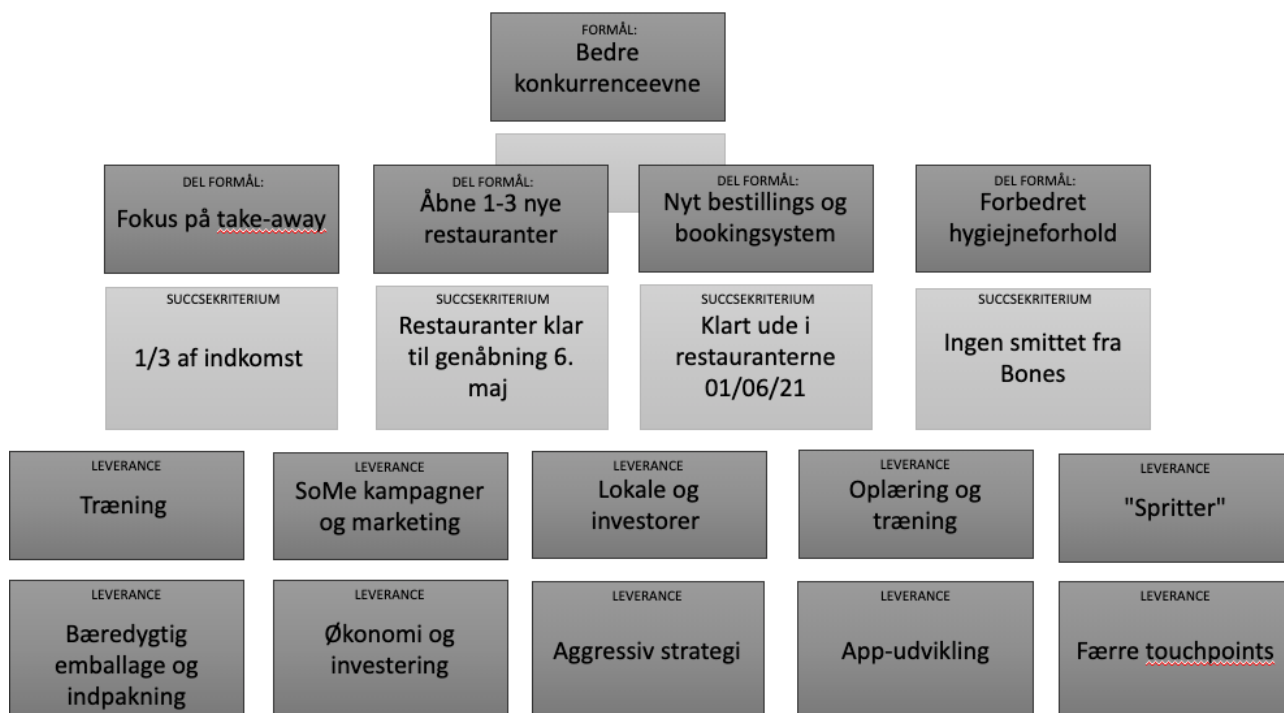 FORMÅL:
Bedre
konkurrenceevne
DEL FORMÅL:
Fokus på take-away
DEL FORMÅL:
Åbne 1-3 nye
restauranter
DEL FORMÅL:
Nyt bestillings og
bookingsystem
DEL FORMÅL:
Forbedret
hygiejneforhold
SUCCSEKRITERIUM
1/3 af indkomst
SUCCSEKRITERIUM
Restauranter klar
til genåbning 6.
maj
SUCCSEKRITERIUM
Klart ude i
restauranterne
01/06/21
SUCCSEKRITERIUM
Ingen smittet fra
Bones
LEVERANCE
Træning
LEVERANCE
SoMe kampagner
og marketing
LEVERANCE
Lokale og
investorer
LEVERANCE
Oplæring og
træning
LEVERANCE
"Spritter"
LEVERANCE
Bæredygtig
emballage og
indpakning
LEVERANCE
Økonomi og
investering
LEVERANCE
Aggressiv strategi
LEVERANCE
App-udvikling
LEVERANCE
Færre touchpoints